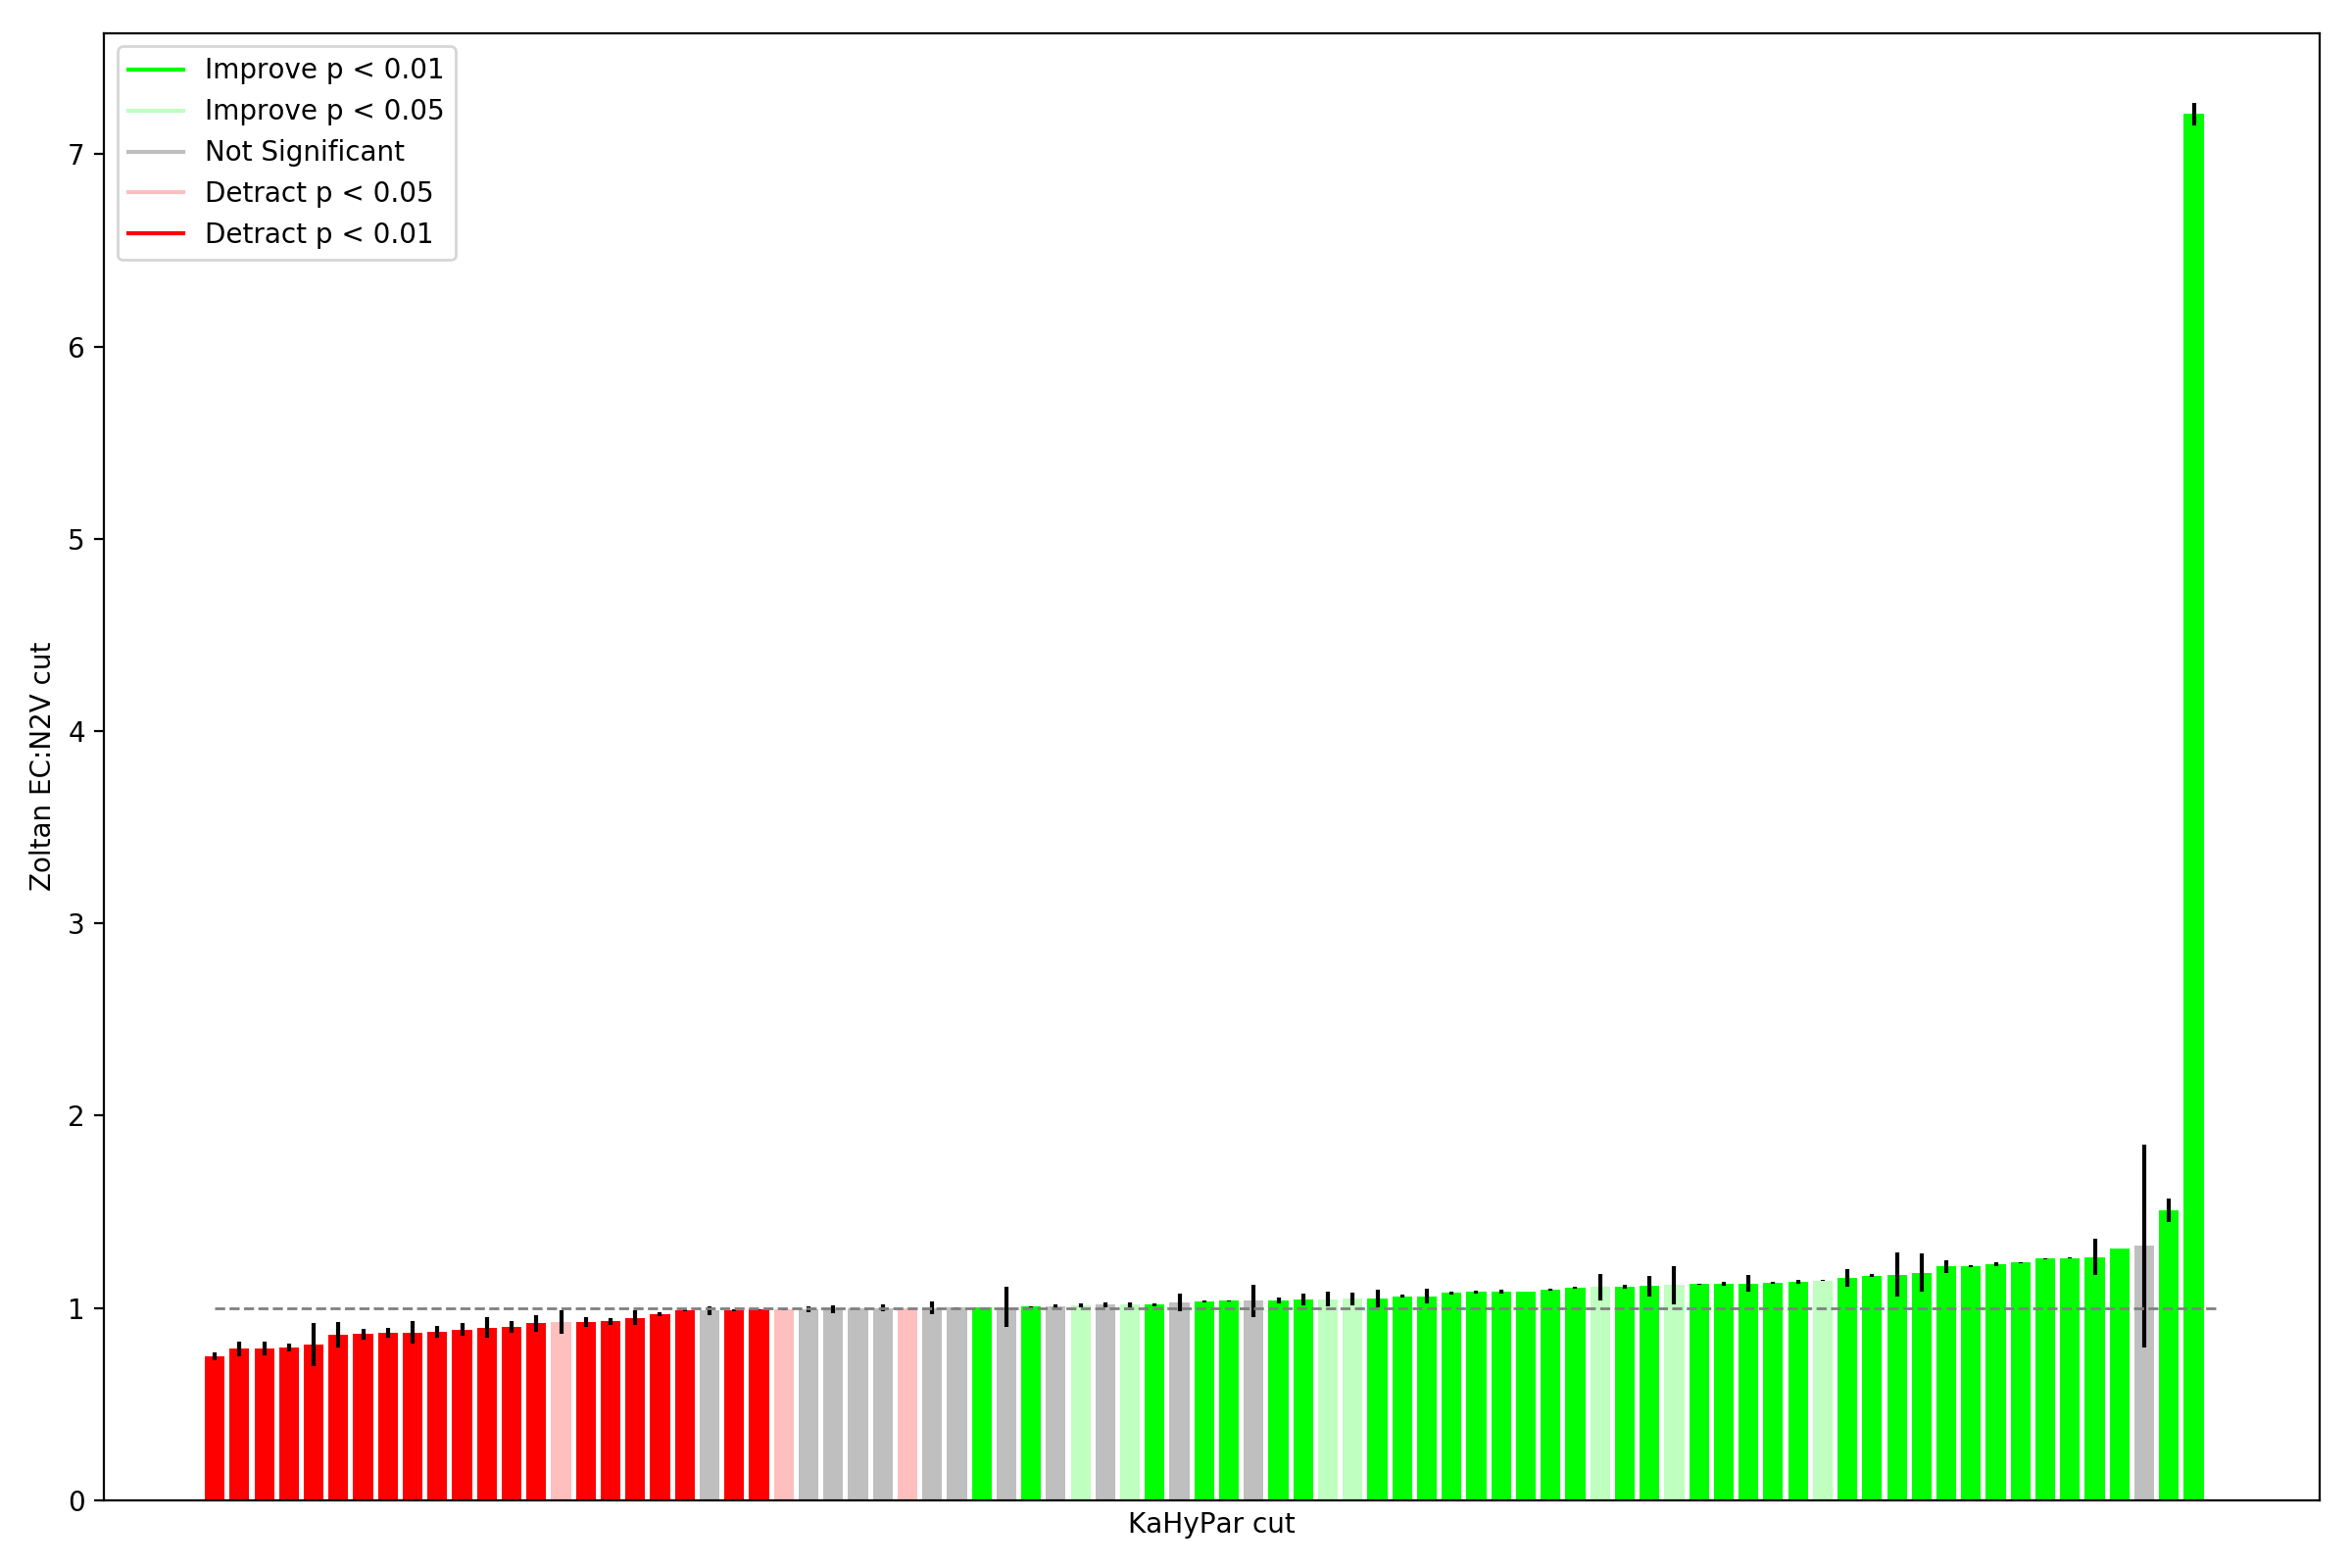 Improve p < 0.01
Improve p < 0.05
Not Significant
Detract p < 0.05
Detract p < 0.01
7
6
5
4
3
2
1
0
Zoltan EC:N2V cut
KaHyPar cut